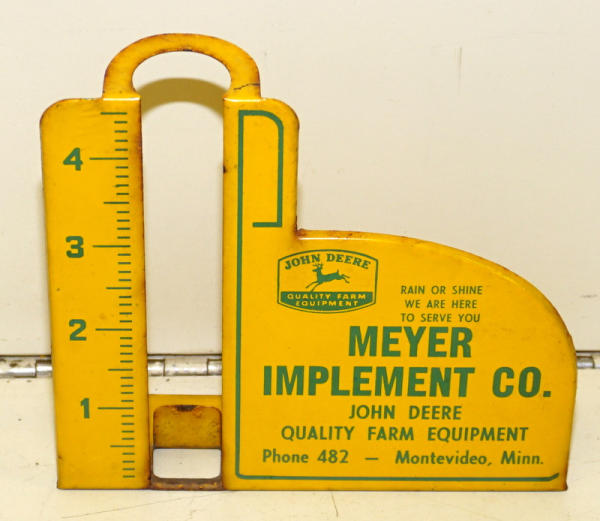 4
3
2
1
JOHN DEERE
QUALITY FARM
EQUIPMENT
RAIN OR SHINE
WE ARE HERE
TO SERVE YOU
MEYER
IMPLEMENT CO.
JOHN DEERE
QUALITY FARM EQUIPMENT
Phone 482 — Montevideo, Minn.